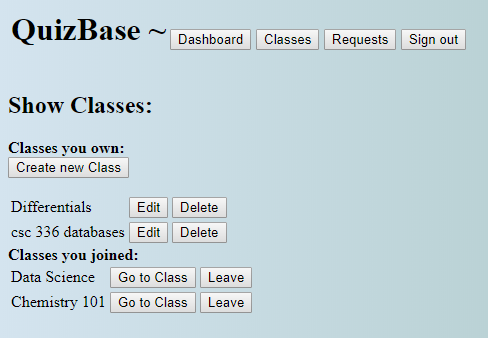 QuizBase ~ Dashboard Classes Requests Sign out
Show Classes:
Classes you own:
Create new Class
Differentials Edit Delete
csc 336 databases Edit Delete
Classes you joined:
Data Science Go to Class Leave
Chemistry 101 Go to Class Leave